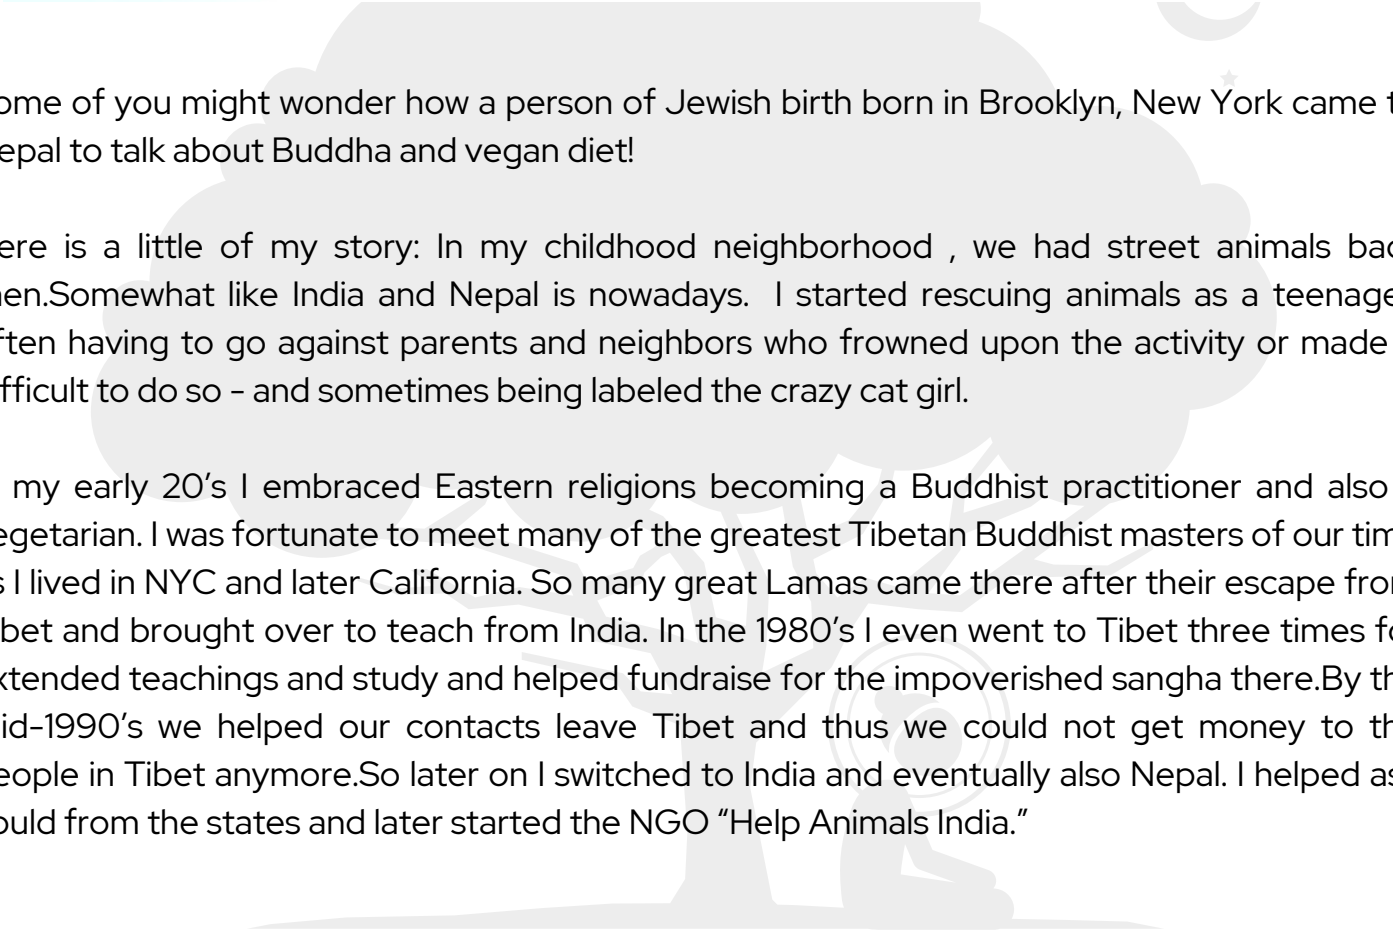 ome of you might wonder how a person of Jewish birth born in Brooklyn, New York came t
epal to talk about Buddha and vegan diet!
ere is a little of my story: In my childhood neighborhood , we had street animals bac
en.Somewhat like India and Nepal is nowadays. I started rescuing animals as a teenage
ften having to go against parents and neighbors who frowned upon the activity or made
fficult to do so - and sometimes being labeled the crazy cat girl.
my early 20’s I embraced Eastern religions becoming a Buddhist practitioner and also
egetarian. I was fortunate to meet many of the greatest Tibetan Buddhist masters of our tim
s I lived in NYC and later California. So many great Lamas came there after their escape fro
bet and brought over to teach from India. In the 1980’s I even went to Tibet three times fo
xtended teachings and study and helped fundraise for the impoverished sangha there.By th
id-1990’s we helped our contacts leave Tibet and thus we could not get money to th
eople in Tibet anymore.So later on I switched to India and eventually also Nepal. I helped as
ould from the states and later started the NGO “Help Animals India.”